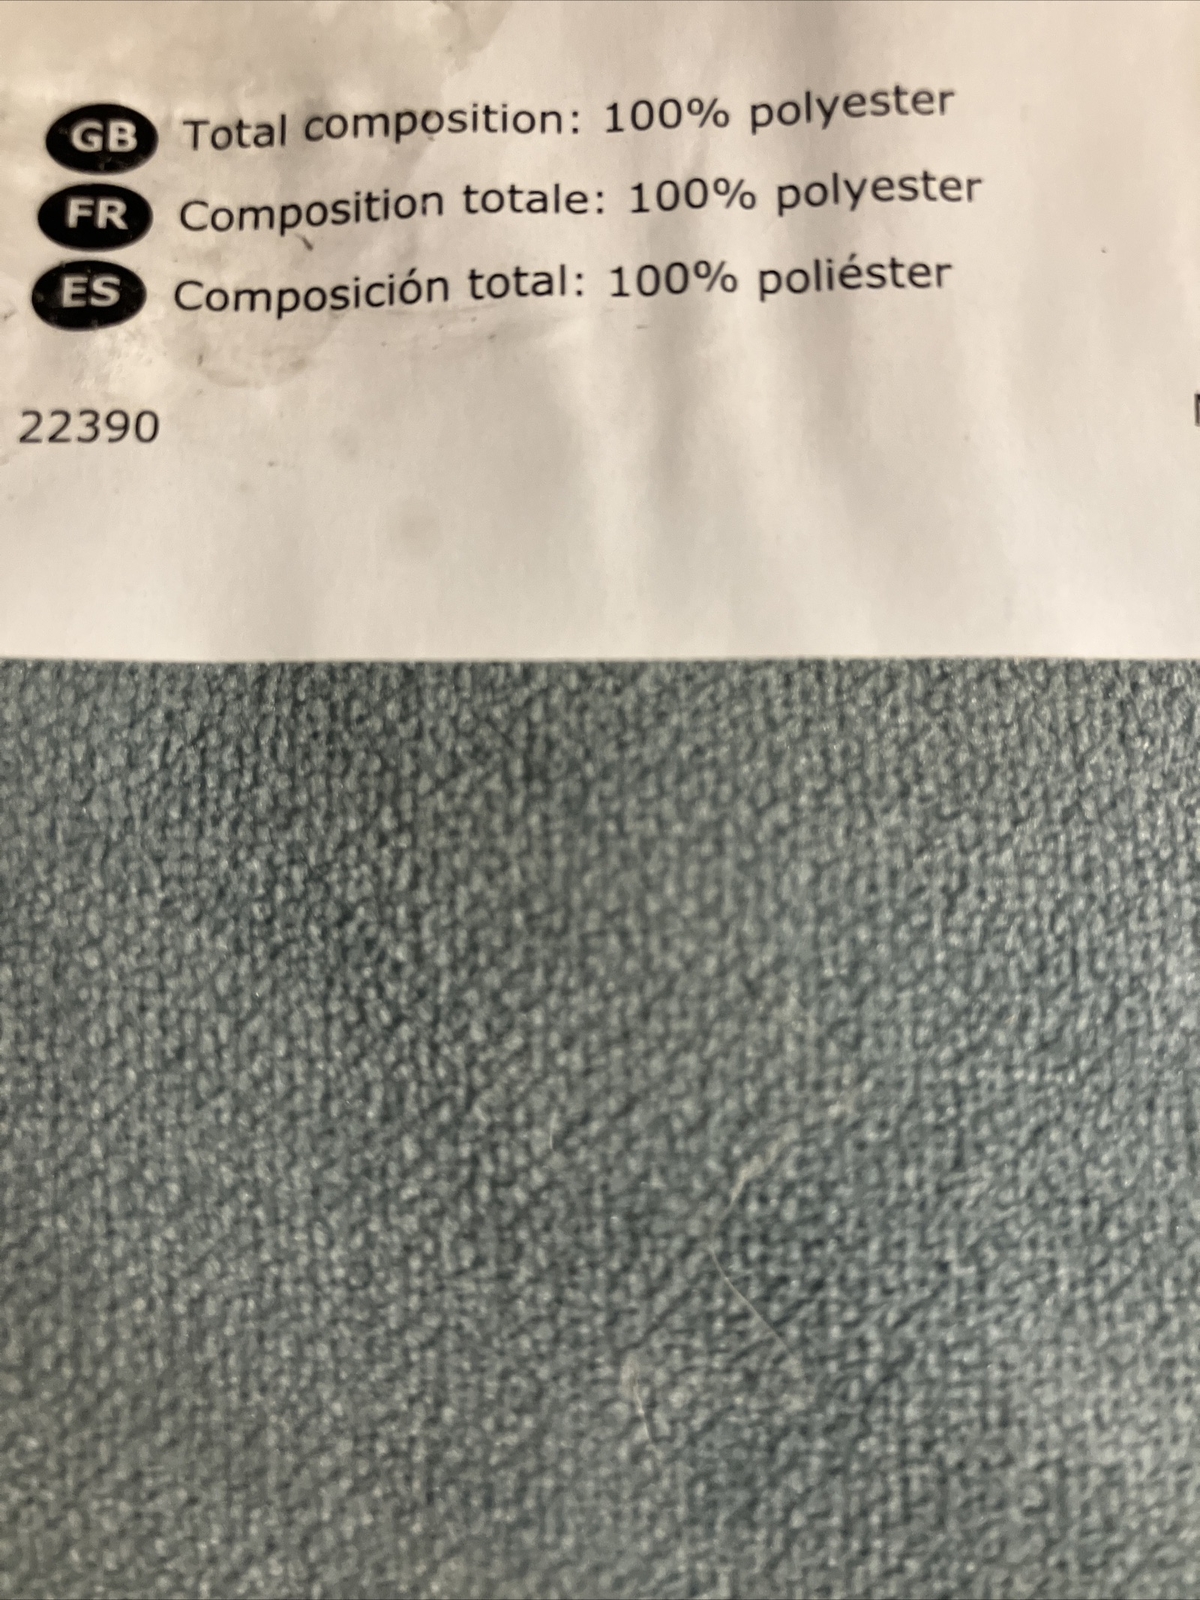 GB Total composition: 100% polyester
FR Composition totale: 100% polyester
ES Composición total: 100% poliéster
22390